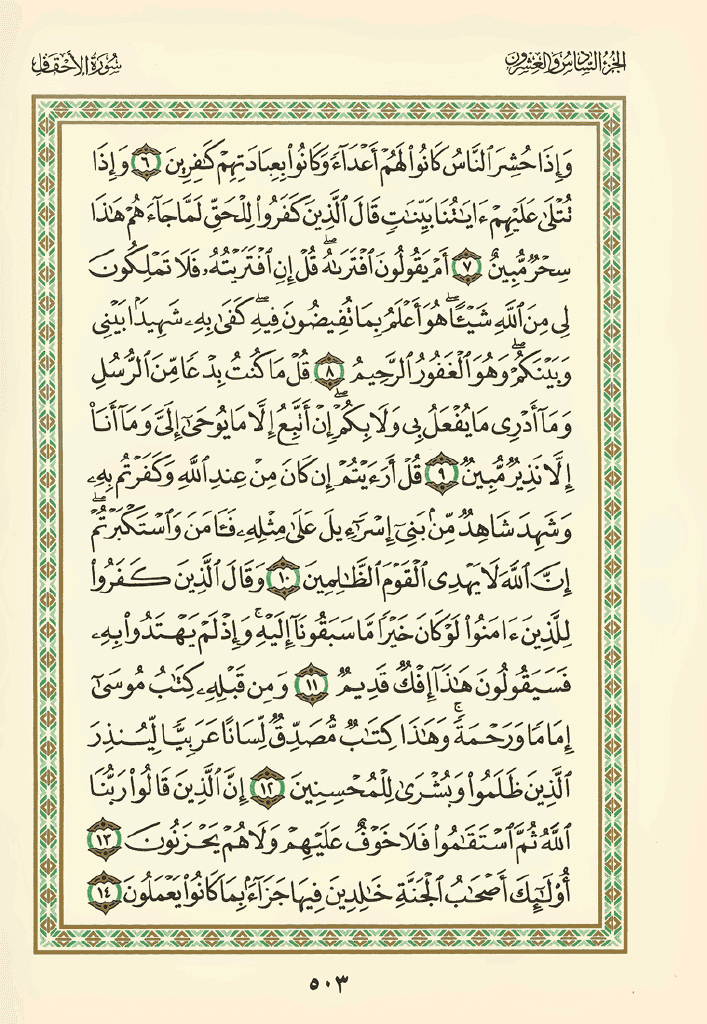 الجزء السادس والعشرون
سورة الأحقاف
وَإِذَا حُشِرَ ٱلنَّاسُ كَانُوا۟ لَهُمْ أَعْدَآءً وَكَانُوا۟ بِعِبَادَتِهِمْ كَٰفِرِينَ ٦ وَإِذَا
تُتْلَىٰ عَلَيْهِمْ ءَايَٰتُنَا بَيِّنَٰتٍ قَالَ ٱلَّذِينَ كَفَرُوا۟ لِلْحَقِّ لَمَّا جَآءَهُمْ هَٰذَا
سِحْرٌ مُّبِينٌ ٧ أَمْ يَقُولُونَ ٱفْتَرَىٰهُ ۖ قُلْ إِنِ ٱفْتَرَيْتُهُۥ فَلَا تَمْلِكُونَ
لِى مِنَ ٱللَّهِ شَيْـًٔا ۖ هُوَ أَعْلَمُ بِمَا تُفِيضُونَ فِيهِ ۖ كَفَىٰ بِهِۦ شَهِيدًۢا بَيْنِى
وَبَيْنَكُمْ ۖ وَهُوَ ٱلْغَفُورُ ٱلرَّحِيمُ ٨ قُلْ مَا كُنتُ بِدْعًا مِّنَ ٱلرُّسُلِ
وَمَآ أَدْرِى مَا يُفْعَلُ بِى وَلَا بِكُمْ ۖ إِنْ أَتَّبِعُ إِلَّا مَا يُوحَىٰٓ إِلَىَّ وَمَآ أَنَا۠
إِلَّا نَذِيرٌ مُّبِينٌ ٩ قُلْ أَرَءَيْتُمْ إِن كَانَ مِنْ عِندِ ٱللَّهِ وَكَفَرْتُم بِهِۦ
وَشَهِدَ شَاهِدٌ مِّنۢ بَنِىٓ إِسْرَٰٓءِيلَ عَلَىٰ مِثْلِهِۦ فَـَٔامَنَ وَٱسْتَكْبَرْتُمْ ۖ
إِنَّ ٱللَّهَ لَا يَهْدِى ٱلْقَوْمَ ٱلظَّٰلِمِينَ ١٠ وَقَالَ ٱلَّذِينَ كَفَرُوا۟
لِلَّذِينَ ءَامَنُوا۟ لَوْ كَانَ خَيْرًا مَّا سَبَقُونَآ إِلَيْهِ ۚ وَإِذْ لَمْ يَهْتَدُوا۟ بِهِۦ
فَسَيَقُولُونَ هَٰذَآ إِفْكٌ قَدِيمٌ ١١ وَمِن قَبْلِهِۦ كِتَٰبُ مُوسَىٰٓ
إِمَامًا وَرَحْمَةً ۚ وَهَٰذَا كِتَٰبٌ مُّصَدِّقٌ لِّسَانًا عَرَبِيًّا لِّيُنذِرَ
ٱلَّذِينَ ظَلَمُوا۟ وَبُشْرَىٰ لِلْمُحْسِنِينَ ١٢ إِنَّ ٱلَّذِينَ قَالُوا۟ رَبُّنَا
ٱللَّهُ ثُمَّ ٱسْتَقَٰمُوا۟ فَلَا خَوْفٌ عَلَيْهِمْ وَلَا هُمْ يَحْزَنُونَ ١٣
أُو۟لَٰٓئِكَ أَصْحَٰبُ ٱلْجَنَّةِ خَٰلِدِينَ فِيهَا جَزَآءًۢ بِمَا كَانُوا۟ يَعْمَلُونَ ١٤
٥٠٣